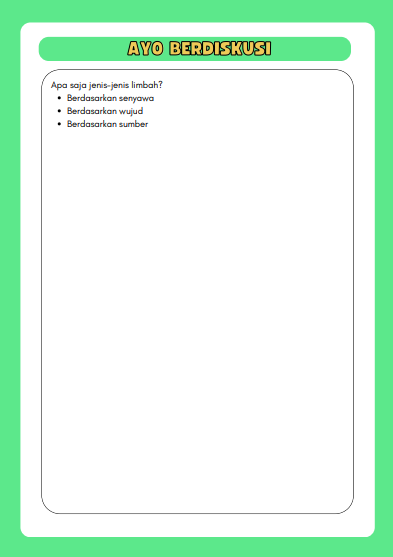 AYO BERDISKUSI
Apa saja jenis-jenis limbah?
• Berdasarkan senyawa
• Berdasarkan wujud
• Berdasarkan sumber